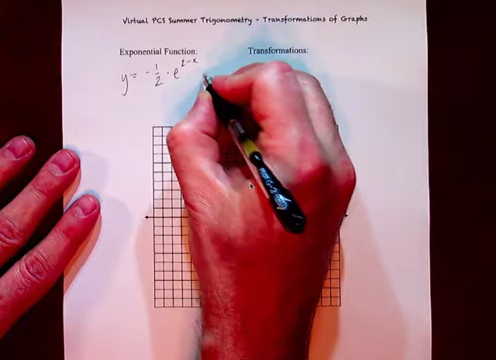 Virtual PCS Summer Trigonometry - Transformations of Graphs
Exponential Function: Transformations:
y = -1/2 · e^(2-x)